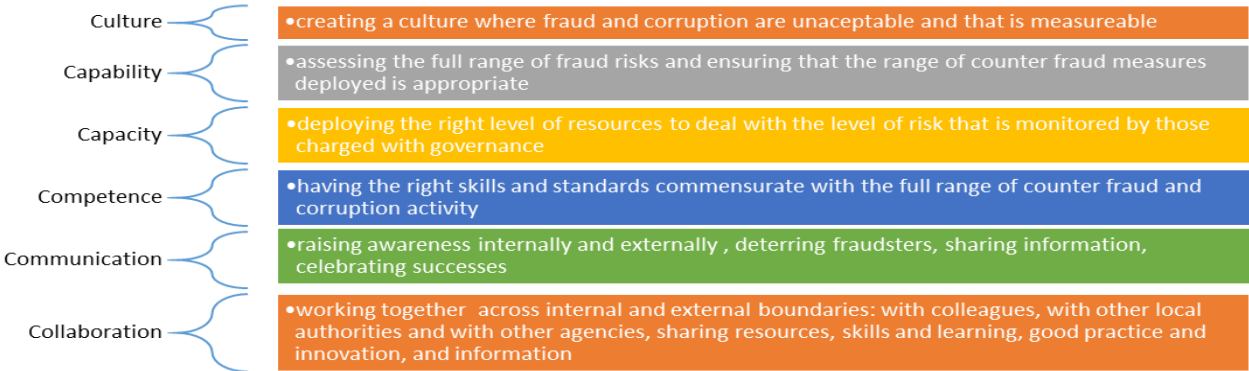 Culture
•creating a culture where fraud and corruption are unacceptable and that is measureable
Capability
•assessing the full range of fraud risks and ensuring that the range of counter fraud measures
deployed is appropriate
Capacity
•deploying the right level of resources to deal with the level of risk that is monitored by those
charged with governance
Competence
•having the right skills and standards commensurate with the full range of counter fraud and
corruption activity
Communication
•raising awareness internally and externally , deterring fraudsters, sharing information,
celebrating successes
Collaboration
•working together  across internal and external boundaries: with colleagues, with other local
authorities and with other agencies, sharing resources, skills and learning, good practice and
innovation, and information